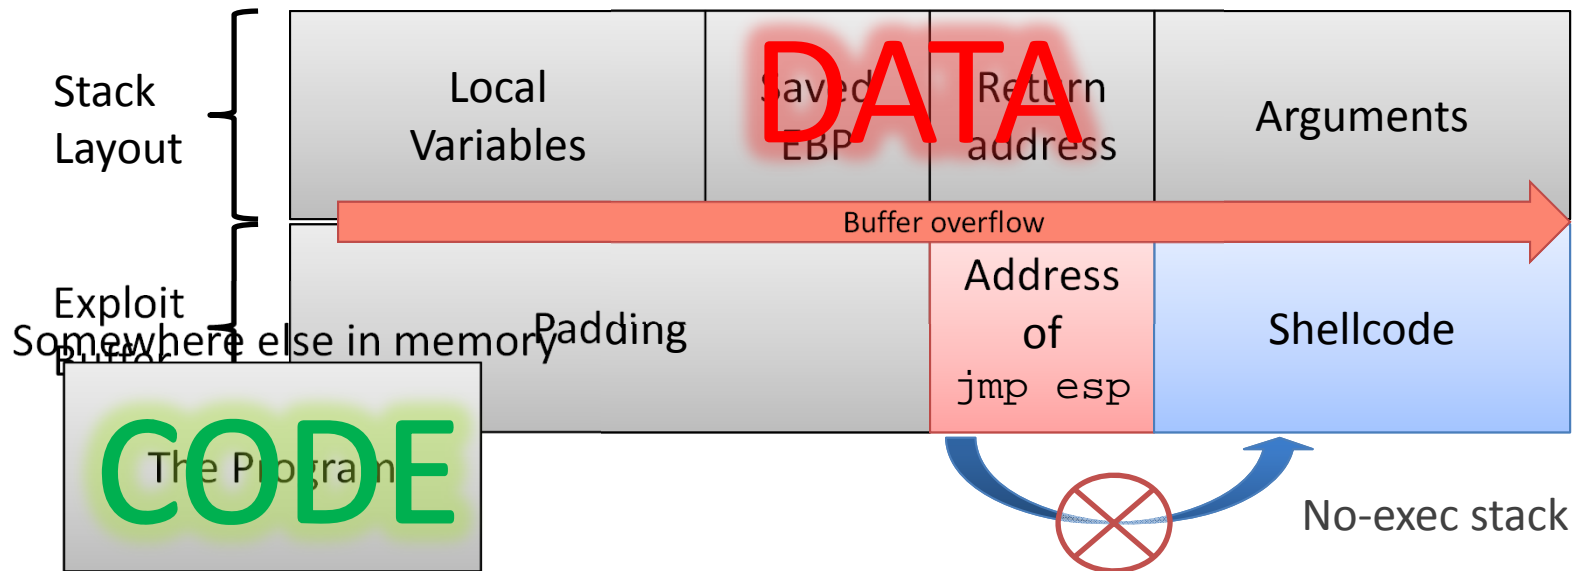 Stack
Layout
Local
Variables
Saved
EBP
DATA
Return
address
Arguments
Buffer overflow
Exploit
Buffer
Somewhere else in memory
Padding
Address
of
jmp esp
Shellcode
The Program
CODE
No-exec stack